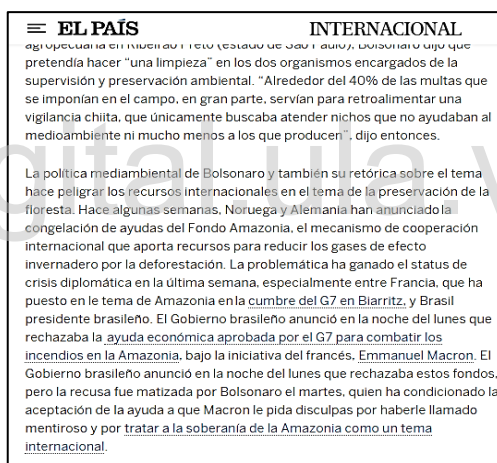 EL PAÍS INTERNACIONAL
agropecuaria en Ribeirão Preto (estado de São Paulo), Bolsonaro dijo que
pretendía hacer “una limpieza” en los dos organismos encargados de la
supervisión y preservación ambiental. “Alrededor del 40% de las multas que
se imponían en el campo, en gran parte, servían para retroalimentar una
vigilancia chiita, que únicamente buscaba atender nichos que no ayudaban al
medioambiente ni mucho menos a los que producen”, dijo entonces.
La política mediambental de Bolsonaro y también su retórica sobre el tema
hace peligrar los recursos internacionales en el tema de la preservación de la
floresta. Hace algunas semanas, Noruega y Alemania han anunciado la
congelación de ayudas del Fondo Amazonia, el mecanismo de cooperación
internacional que aporta recursos para reducir los gases de efecto
invernadero por la deforestación. La problemática ha ganado el status de
crisis diplomática en la última semana, especialmente entre Francia, que ha
puesto en le tema de Amazonia en la cumbre del G7 en Biarritz, y Brasil
presidente brasileño. El Gobierno brasileño anunció en la noche del lunes que
rechazaba la ayuda económica aprobada por el G7 para combatir los
incendios en la Amazonia, bajo la iniciativa del francés, Emmanuel Macron. El
Gobierno brasileño anunció en la noche del lunes que rechazaba estos fondos,
pero la recusa fue matizada por Bolsonaro el martes, quien ha condicionado la
aceptación de la ayuda a que Macron le pida disculpas por haberle llamado
mentiroso y por tratar a la soberanía de la Amazonia como un tema
internacional.
gital.ula.v